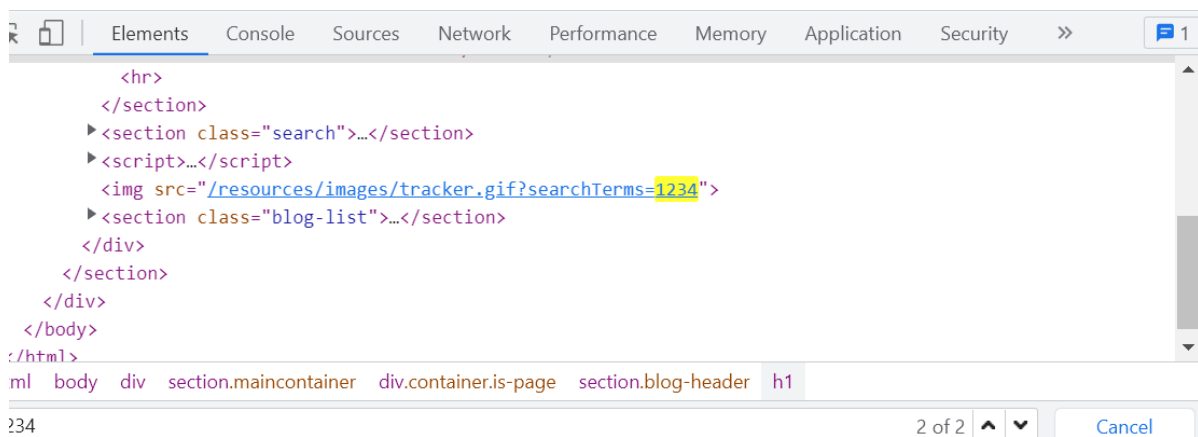 Elements Console Sources Network Performance Memory Application Security » 1
<hr>
</section>
▶<section class="search">…</section>
▶<script>…</script>
<img src="/resources/images/tracker.gif?searchTerms=1234">
▶<section class="blog-list">…</section>
</div>
</section>
</div>
</body>
</html>
ml body div section.maincontainer div.container.is-page section.blog-header h1
234 2 of 2 Cancel